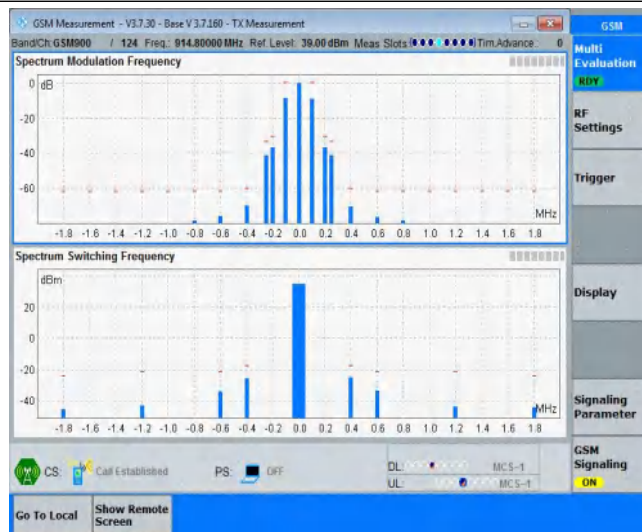 GSM Measurement - V3.7.30 - Base V 3.7.160 - TX Measurement
GSM
Band/Ch: GSM900 / 124 Freq.: 914.80000 MHz Ref. Level: 39.00 dBm Meas Slots: Tim.Advance: 0
Multi Evaluation
RDY
Spectrum Modulation Frequency
dB
0
-20
-40
-60
MHz
-1.8 -1.6 -1.4 -1.2 -1.0 -0.8 -0.6 -0.4 -0.2 0.0 0.2 0.4 0.6 0.8 1.0 1.2 1.4 1.6 1.8
RF Settings
Trigger
Spectrum Switching Frequency
dBm
20
0
-20
-40
MHz
-1.8 -1.6 -1.4 -1.2 -1.0 -0.8 -0.6 -0.4 -0.2 0.0 0.2 0.4 0.6 0.8 1.0 1.2 1.4 1.6 1.8
Display
Signaling Parameter
GSM Signaling
ON
CS: Call Established PS: OFF DL: MCS-1
UL: MCS-1
Go To Local
Show Remote Screen